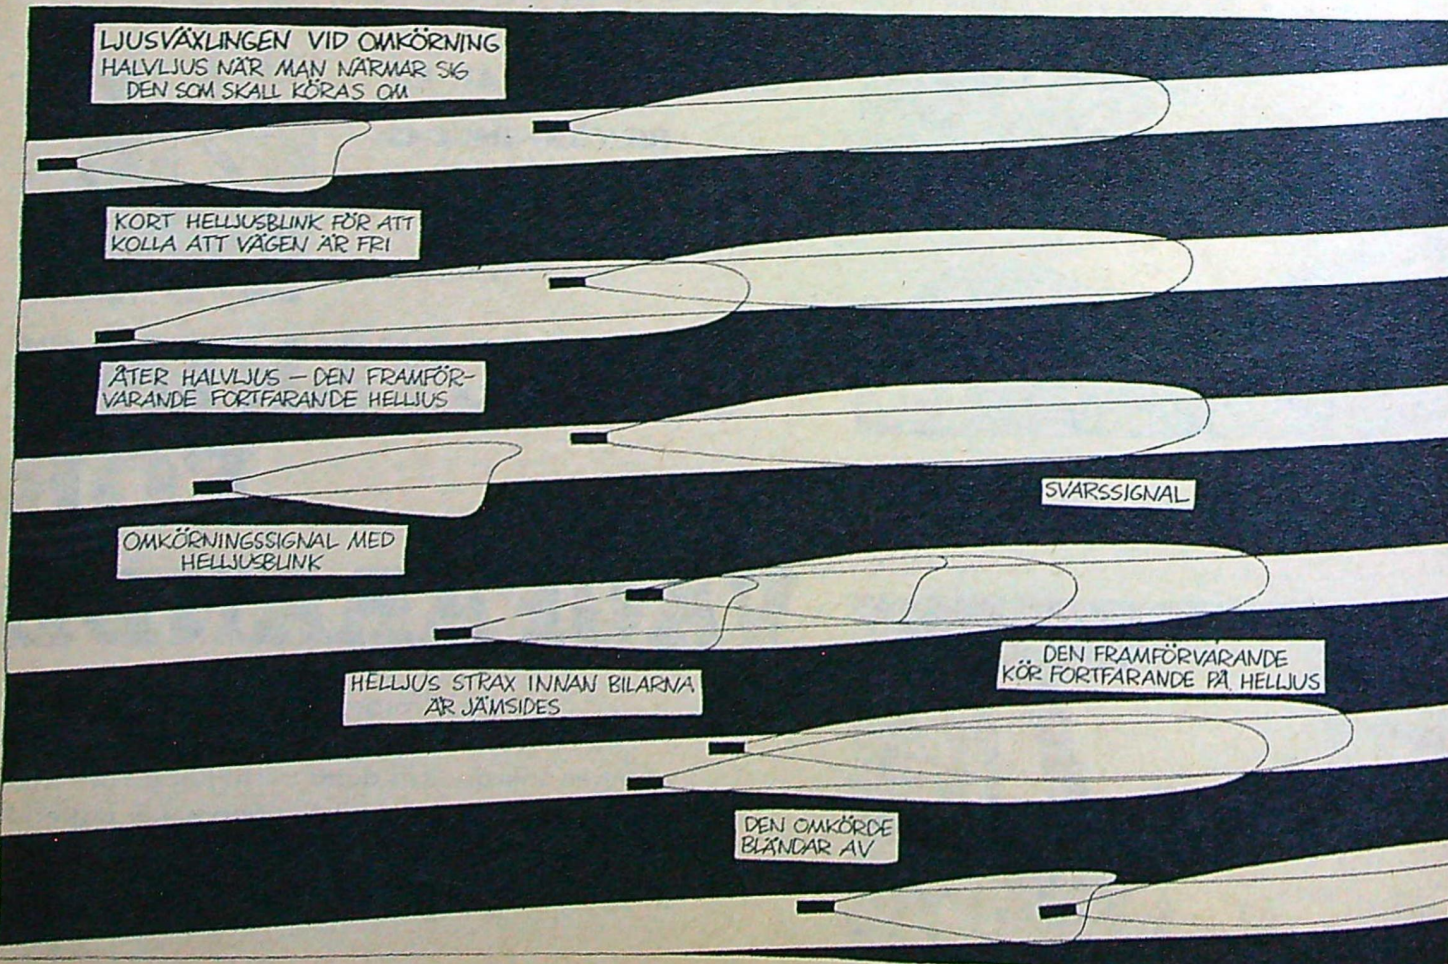 LJUSVÄXLINGEN VID OMKÖRNING
HALVLJUS NÄR MAN NÄRMAR SIG
DEN SOM SKALL KÖRAS OM
KORT HELLJUSBLINK FÖR ATT
KOLLA ATT VÄGEN ÄR FRI
ÅTER HALVLJUS – DEN FRAMFÖR-
VARANDE FORTFARANDE HELLJUS
SVARSSIGNAL
OMKÖRNINGSSIGNAL MED
HELLJUSBLINK
DEN FRAMFÖRVARANDE
KÖR FORTFARANDE PÅ HELLJUS
HELLJUS STRAX INNAN BILARNA
ÄR JÄMSIDES
DEN OMKÖRDE
BLÄNDAR AV